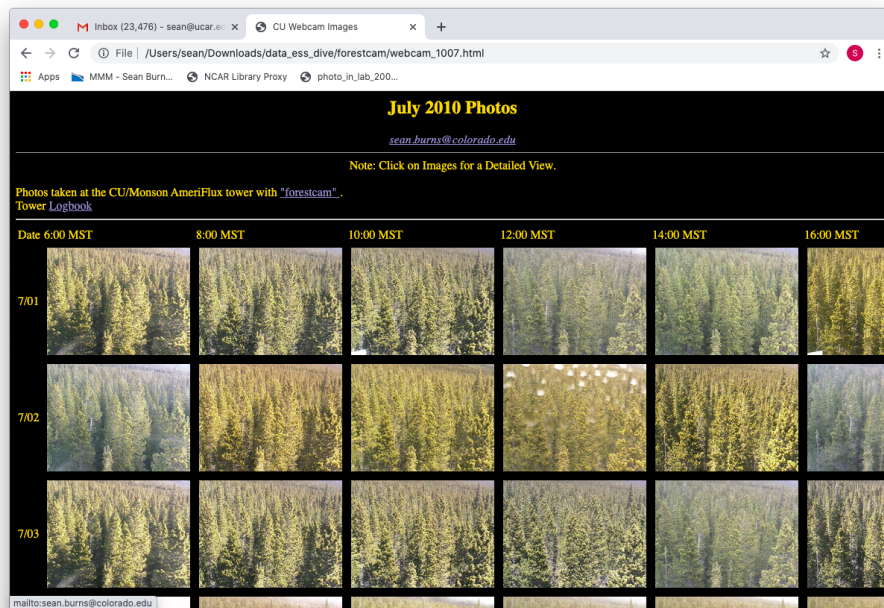 Inbox (23,476) - sean@ucar.ed
CU Webcam Images
File | /Users/sean/Downloads/data_ess_dive/forestcam/webcam_1007.html
S
Apps MMM - Sean Burn... NCAR Library Proxy photo_in_lab_200...
July 2010 Photos
sean.burns@colorado.edu
Note: Click on Images for a Detailed View.
Photos taken at the CU/Monson AmeriFlux tower with "forestcam" .
Tower Logbook
Date 6:00 MST 8:00 MST 10:00 MST 12:00 MST 14:00 MST 16:00 MST
7/01
7/02
7/03
mailto:sean.burns@colorado.edu